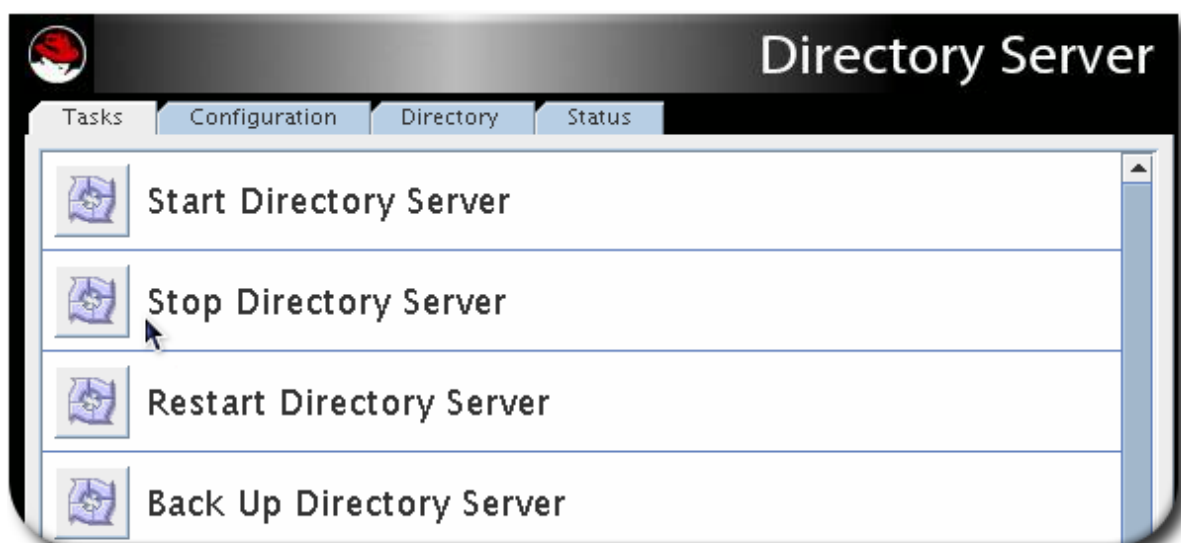 Directory Server
Tasks Configuration Directory Status
Start Directory Server
Stop Directory Server
Restart Directory Server
Back Up Directory Server